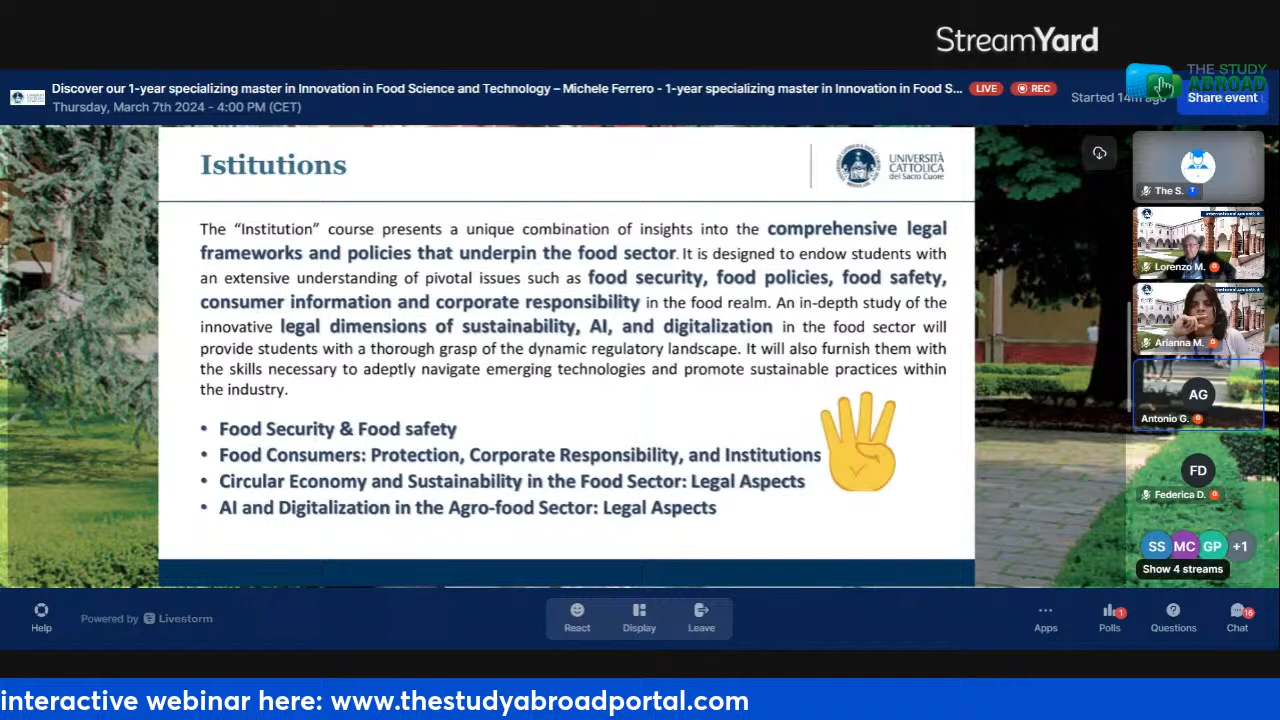 StreamYard
THE STUDY
ABROAD
Discover our 1-year specializing master in Innovation in Food Science and Technology – Michele Ferrero - 1-year specializing master in Innovation in Food S...
LIVE
REC
Thursday, March 7th 2024 - 4:00 PM (CET)
Started 14m ago
Share event
Istitutions
UNIVERSITÀ
CATTOLICA
del Sacro Cuore
The “Institution” course presents a unique combination of insights into the comprehensive legal
frameworks and policies that underpin the food sector. It is designed to endow students with
an extensive understanding of pivotal issues such as food security, food policies, food safety,
consumer information and corporate responsibility in the food realm. An in-depth study of the
innovative legal dimensions of sustainability, AI, and digitalization in the food sector will
provide students with a thorough grasp of the dynamic regulatory landscape. It will also furnish them with
the skills necessary to adeptly navigate emerging technologies and promote sustainable practices within
the industry.
• Food Security & Food safety
• Food Consumers: Protection, Corporate Responsibility, and Institutions
• Circular Economy and Sustainability in the Food Sector: Legal Aspects
• AI and Digitalization in the Agro-food Sector: Legal Aspects
The S.
T
Lorenzo M.
Arianna M.
AG
Antonio G.
FD
Federica D.
SS
MC
GP
+1
Show 4 streams
Help
Powered by Livestorm
React
Display
Leave
Apps
Polls
1
Questions
Chat
16
interactive webinar here: www.thestudyabroadportal.com